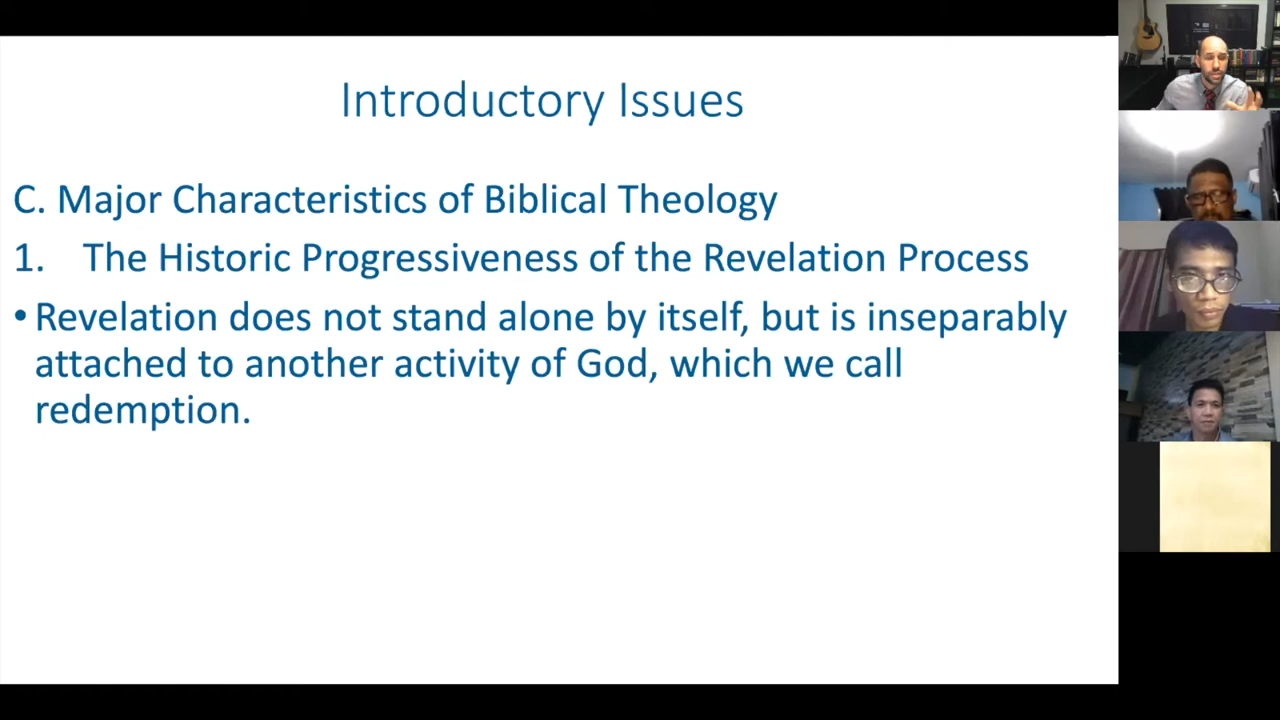 Introductory Issues
C. Major Characteristics of Biblical Theology
1. The Historic Progressiveness of the Revelation Process
• Revelation does not stand alone by itself, but is inseparably
attached to another activity of God, which we call
redemption.